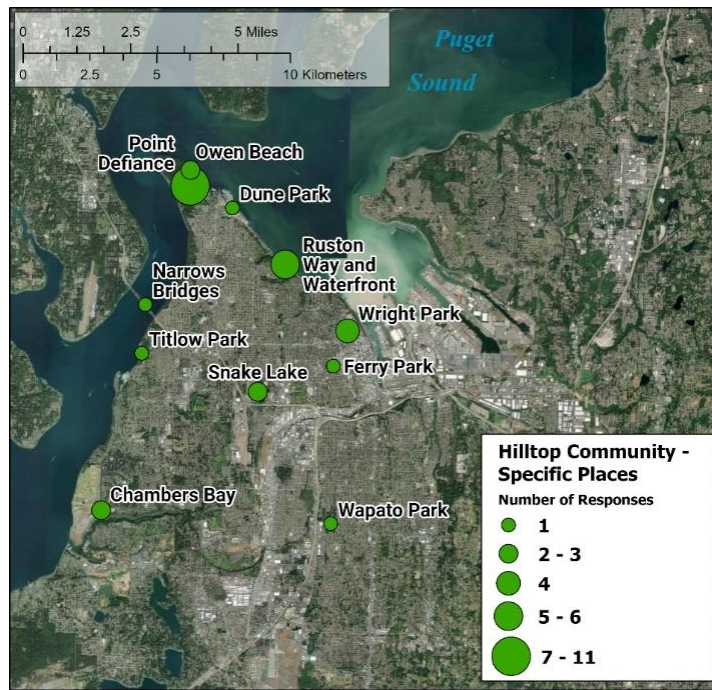 0 1.25 2.5 5 Miles
0 2.5 5 10 Kilometers
Puget
Sound
Point
Defiance
Owen Beach
Dune Park
Ruston
Way and
Waterfront
Narrows
Bridges
Wright Park
Titlow Park
Ferry Park
Snake Lake
Chambers Bay
Wapato Park
Hilltop Community -
Specific Places
Number of Responses
1
2 - 3
4
5 - 6
7 - 11